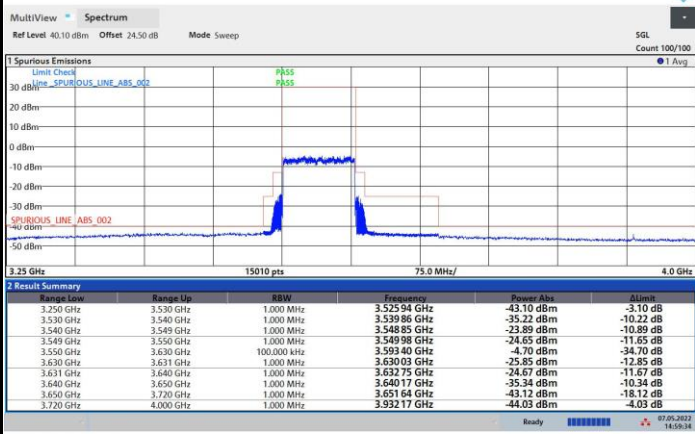 MultiView Spectrum
Ref Level 40.10 dBm Offset 24.50 dB Mode Sweep SGL
Count 100/100
1 Spurious Emissions 1 Avg
Limit Check PASS
Line _SPURIOUS_LINE_ABS_002 PASS
30 dBm
20 dBm
10 dBm
0 dBm
-10 dBm
-20 dBm
-30 dBm
SPURIOUS_LINE_ABS_002
-40 dBm
-50 dBm
3.25 GHz 15010 pts 75.0 MHz/ 4.0 GHz
2 Result Summary
Range Low Range Up RBW Frequency Power Abs ΔLimit
3.250 GHz 3.530 GHz 1.000 MHz 3.525 94 GHz -43.10 dBm -3.10 dB
3.530 GHz 3.540 GHz 1.000 MHz 3.539 86 GHz -35.22 dBm -10.22 dB
3.540 GHz 3.549 GHz 1.000 MHz 3.548 85 GHz -23.89 dBm -10.89 dB
3.549 GHz 3.550 GHz 1.000 MHz 3.549 98 GHz -24.65 dBm -11.65 dB
3.550 GHz 3.630 GHz 100.000 kHz 3.593 40 GHz -4.70 dBm -34.70 dB
3.630 GHz 3.631 GHz 1.000 MHz 3.630 03 GHz -25.85 dBm -12.85 dB
3.631 GHz 3.640 GHz 1.000 MHz 3.632 75 GHz -24.67 dBm -11.67 dB
3.640 GHz 3.650 GHz 1.000 MHz 3.640 17 GHz -35.34 dBm -10.34 dB
3.650 GHz 3.720 GHz 1.000 MHz 3.651 64 GHz -43.12 dBm -18.12 dB
3.720 GHz 4.000 GHz 1.000 MHz 3.932 17 GHz -44.03 dBm -4.03 dB
Ready 07.05.2022
14:59:34